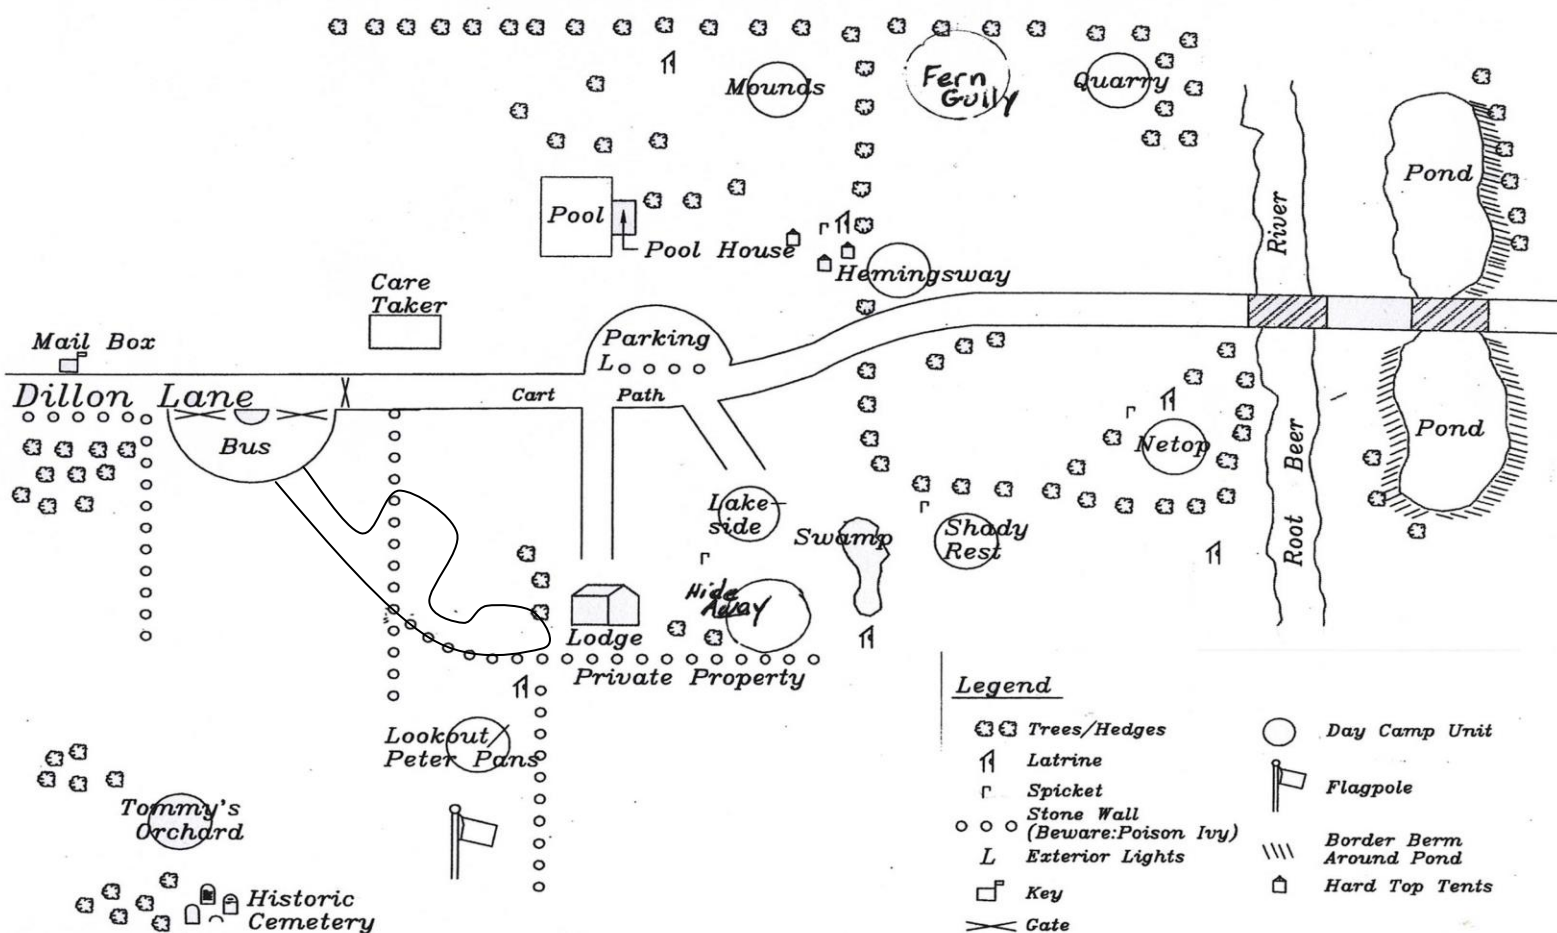 Mounds
Fern
Gully
Quarry
Pond
Pool
River
Pool House
Hemingsway
Care
Taker
Mail Box
Parking
L
Dillon Lane
Cart Path
Bus
Pond
Netop
Beer
Lake-
side
Swamp
Shady
Rest
Root
Hide
Away
Lodge
Private Property
Lookout/
Peter Pans
Tommy's
Orchard
Historic
Cemetery
Legend
Trees/Hedges
Latrine
Spicket
Stone Wall
(Beware:Poison Ivy)
L Exterior Lights
Key
Gate
Day Camp Unit
Flagpole
Border Berm
Around Pond
Hard Top Tents